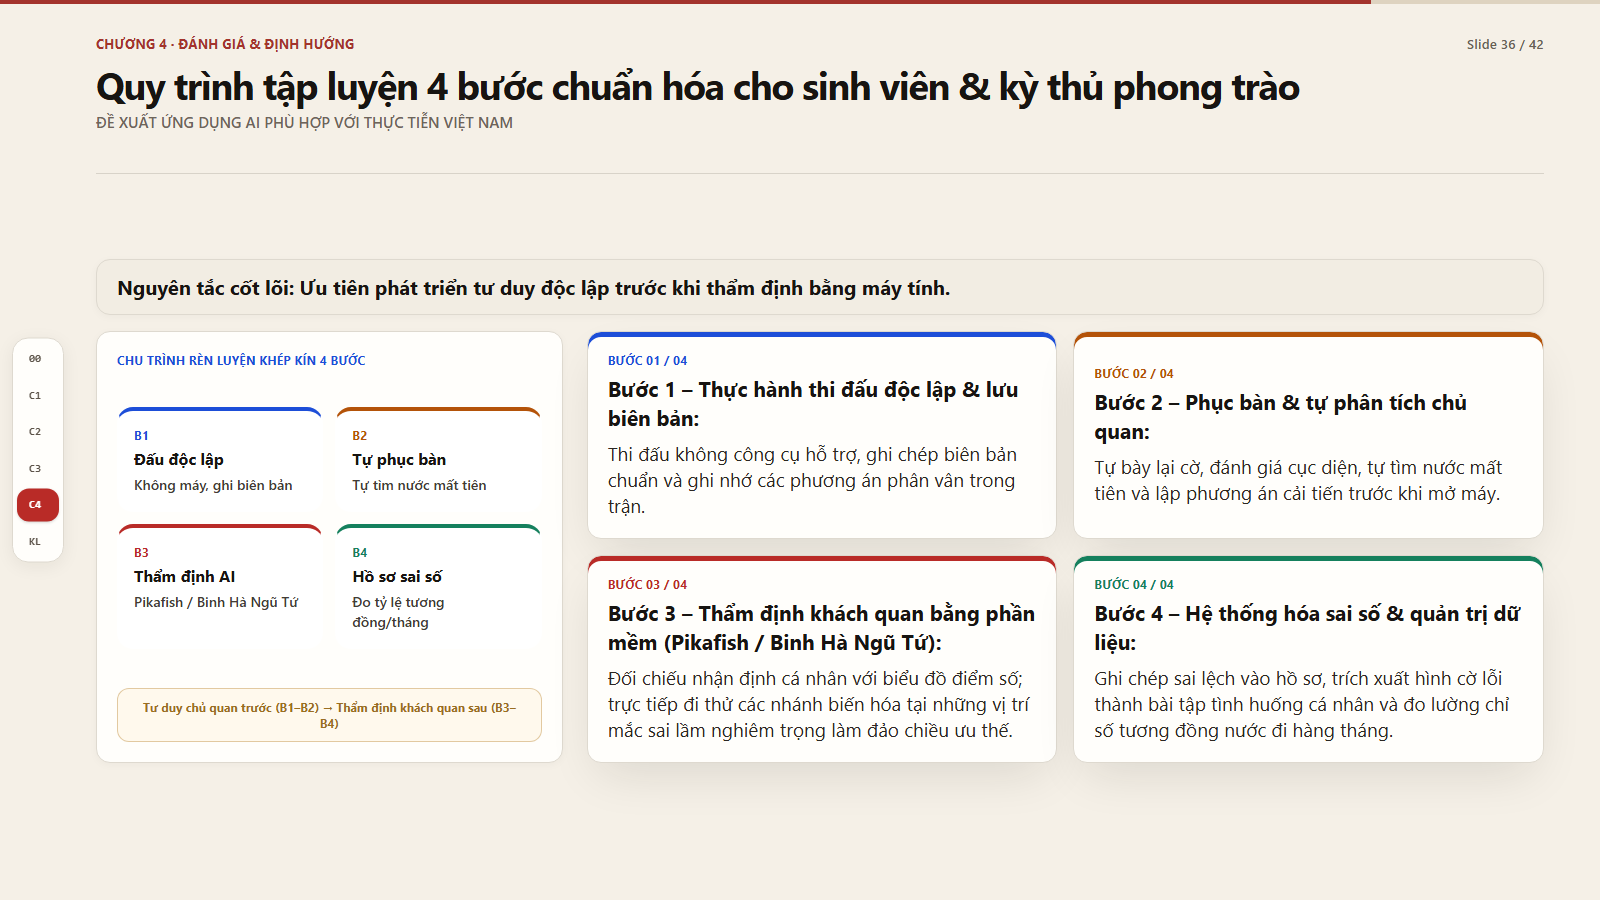 CHƯƠNG 4 · ĐÁNH GIÁ & ĐỊNH HƯỚNG
Slide 36 / 42
Quy trình tập luyện 4 bước chuẩn hóa cho sinh viên & kỳ thủ phong trào
ĐỀ XUẤT ỨNG DỤNG AI PHÙ HỢP VỚI THỰC TIỄN VIỆT NAM
Nguyên tắc cốt lõi: Ưu tiên phát triển tư duy độc lập trước khi thẩm định bằng máy tính.
00
C1
C2
C3
C4
KL
CHU TRÌNH RÈN LUYỆN KHÉP KÍN 4 BƯỚC
B1
Đấu độc lập
Không máy, ghi biên bản
B2
Tự phục bàn
Tự tìm nước mất tiên
B3
Thẩm định AI
Pikafish / Binh Hà Ngũ Tứ
B4
Hồ sơ sai số
Đo tỷ lệ tương
đồng/tháng
Tư duy chủ quan trước (B1–B2) → Thẩm định khách quan sau (B3–
B4)
BƯỚC 01 / 04
Bước 1 – Thực hành thi đấu độc lập & lưu
biên bản:
Thi đấu không công cụ hỗ trợ, ghi chép biên bản
chuẩn và ghi nhớ các phương án phân vân trong
trận.
BƯỚC 02 / 04
Bước 2 – Phục bàn & tự phân tích chủ
quan:
Tự bày lại cờ, đánh giá cục diện, tự tìm nước mất
tiên và lập phương án cải tiến trước khi mở máy.
BƯỚC 03 / 04
Bước 3 – Thẩm định khách quan bằng phần
mềm (Pikafish / Binh Hà Ngũ Tứ):
Đối chiếu nhận định cá nhân với biểu đồ điểm số;
trực tiếp đi thử các nhánh biến hóa tại những vị trí
mắc sai lầm nghiêm trọng làm đảo chiều ưu thế.
BƯỚC 04 / 04
Bước 4 – Hệ thống hóa sai số & quản trị dữ
liệu:
Ghi chép sai lệch vào hồ sơ, trích xuất hình cờ lỗi
thành bài tập tình huống cá nhân và đo lường chỉ
số tương đồng nước đi hàng tháng.